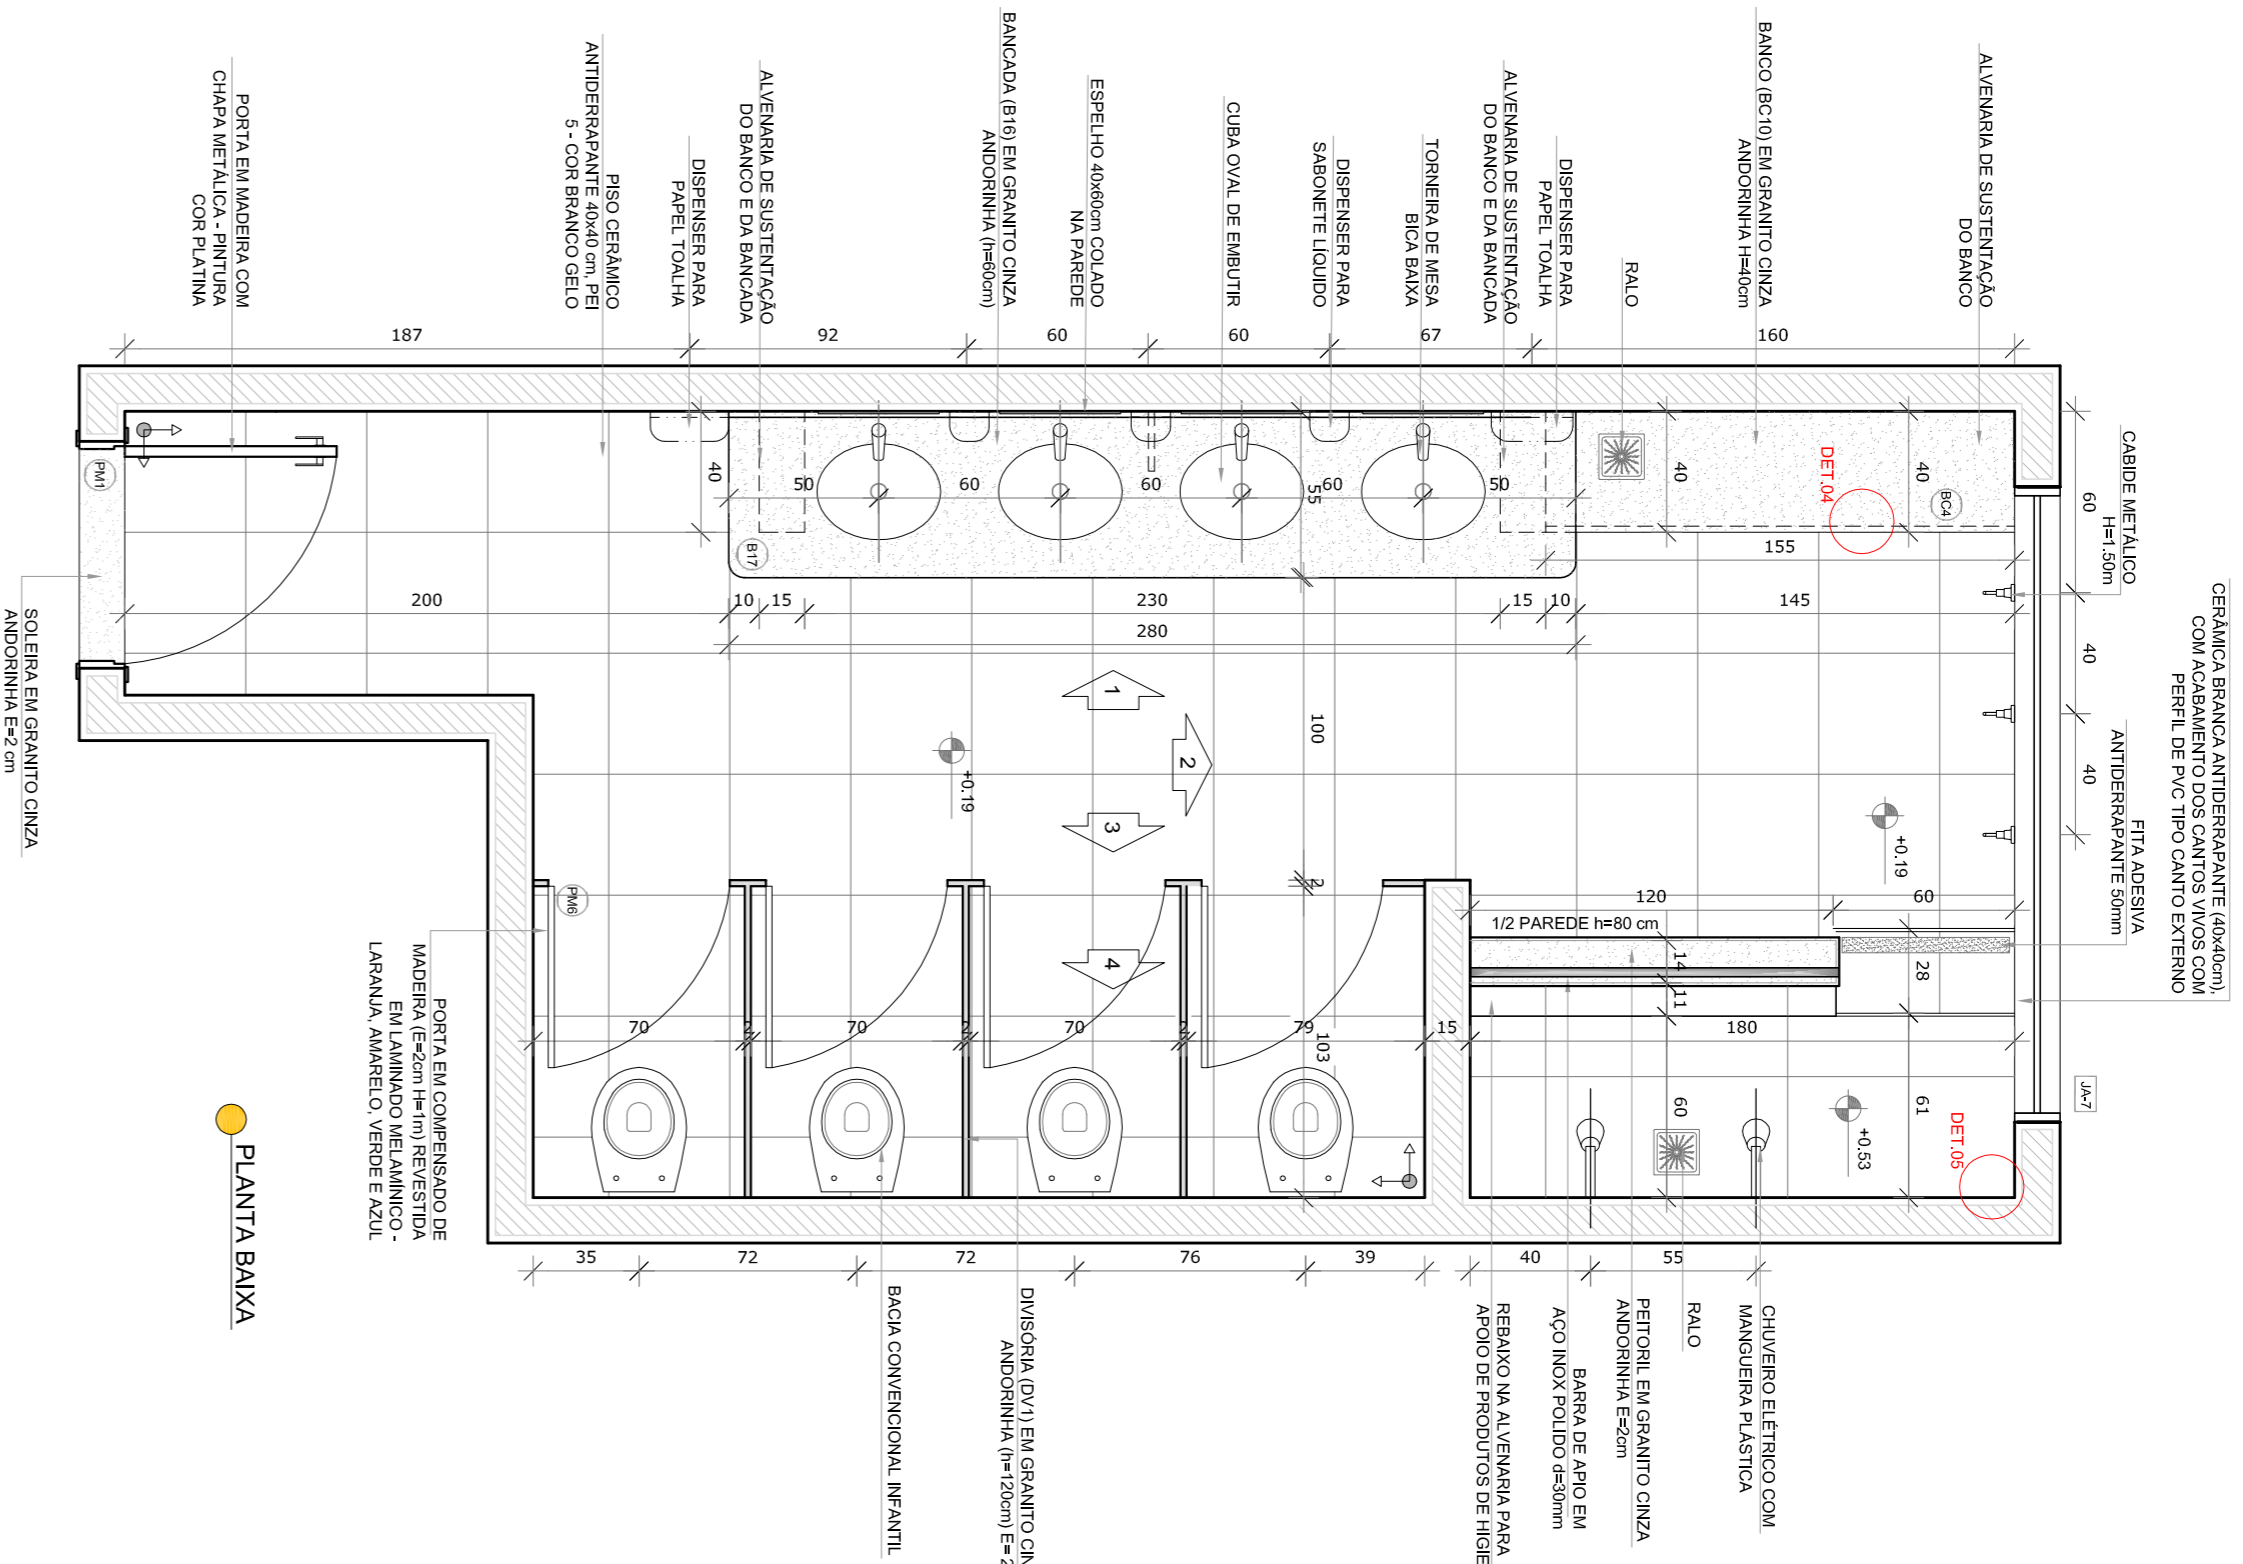 ALVENARIA DE SUSTENTAÇÃO
DO BANCO
BANCO (BC10) EM GRANITO CINZA
ANDORINHA H=40cm
RALO
DISPENSER PARA
PAPEL TOALHA
ALVENARIA DE SUSTENTAÇÃO
DO BANCO E DA BANCADA
TORNEIRA DE MESA
BICA BAIXA
DISPENSER PARA
SABONETE LÍQUIDO
CUBA OVAL DE EMBUTIR
ESPELHO 40x60cm COLADO
NA PAREDE
BANCADA (B16) EM GRANITO CINZA
ANDORINHA (h=60cm)
ALVENARIA DE SUSTENTAÇÃO
DO BANCO E DA BANCADA
DISPENSER PARA
PAPEL TOALHA
PISO CERÂMICO
ANTIDERRAPANTE 40x40 cm, PEI
5 - COR BRANCO GELO
PORTA EM MADEIRA COM
CHAPA METÁLICA - PINTURA
COR PLATINA
187
92
60
60
67
160
CABIDE METÁLICO
H=1.50m
CERÂMICA BRANCA ANTIDERRAPANTE (40x40cm),
COM ACABAMENTO DOS CANTOS VIVOS COM
PERFIL DE PVC TIPO CANTO EXTERNO
FITA ADESIVA
ANTIDERRAPANTE 50mm
60
40
40
JA-7
PM1
40
50
60
60
60
50
55
40
40
DET.04
BC4
B17
155
200
10
15
230
15
10
145
280
1
2
3
4
100
+0.19
+0.19
PM6
2
120
60
1/2 PAREDE h=80 cm
14
11
28
70
2
70
2
70
2
79
103
15
180
60
61
+0.53
DET.05
35
72
72
76
39
40
55
SOLEIRA EM GRANITO CINZA
ANDORINHA E=2 cm
PORTA EM COMPENSADO DE
MADEIRA (E=2cm H=1m) REVESTIDA
EM LAMINADO MELAMÍNICO -
LARANJA, AMARELO, VERDE E AZUL
CHUVEIRO ELÉTRICO COM
MANGUEIRA PLÁSTICA
RALO
PEITORIL EM GRANITO CINZA
ANDORINHA E=2cm
BARRA DE APIO EM
AÇO INOX POLIDO d=30mm
REBAIXO NA ALVENARIA PARA
APOIO DE PRODUTOS DE HIGIE
DIVISÓRIA (DV1) EM GRANITO CIN
ANDORINHA (h=120cm) E= 2
BACIA CONVENCIONAL INFANTIL
PLANTA BAIXA